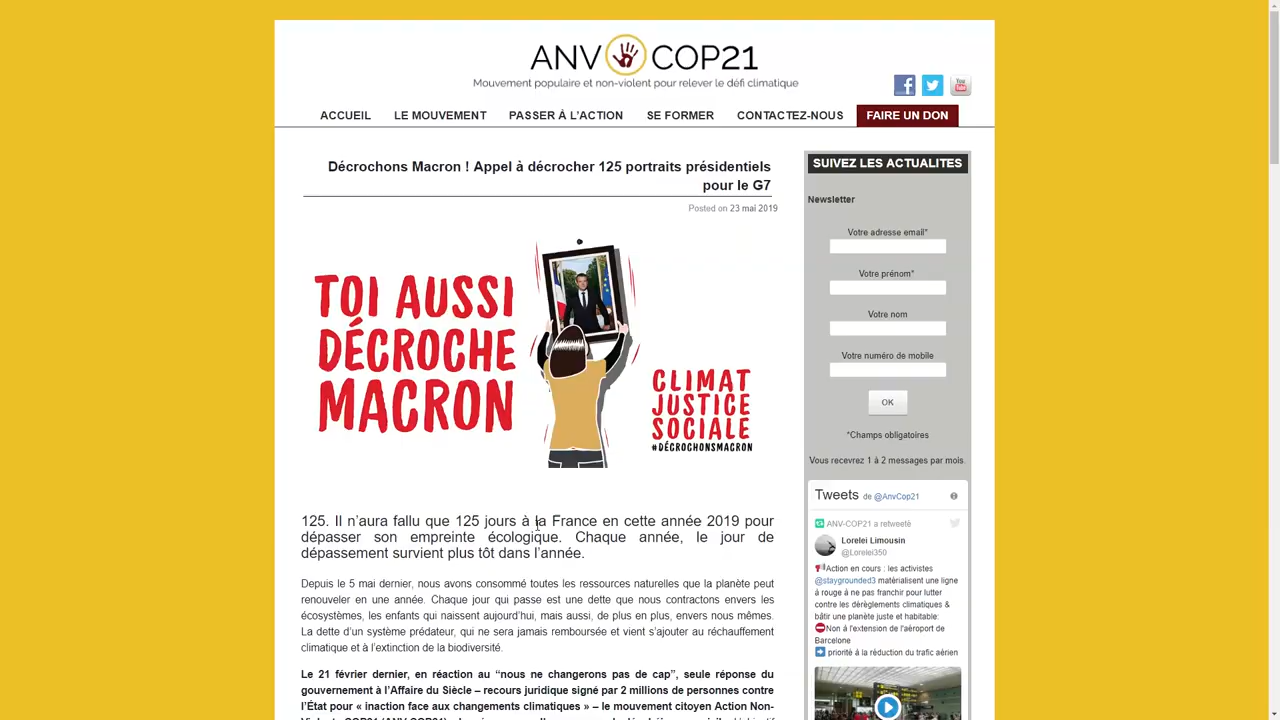 ANV COP21
Mouvement populaire et non-violent pour relever le défi climatique
You
ACCUEIL LE MOUVEMENT PASSER À L'ACTION SE FORMER CONTACTEZ-NOUS FAIRE UN DON
Décrochons Macron ! Appel à décrocher 125 portraits présidentiels
pour le G7
Posted on 23 mai 2019
TOI AUSSI
DÉCROCHE
MACRON
CLIMAT
JUSTICE
SOCIALE
#DÉCROCHONSMACRON
125. Il n'aura fallu que 125 jours à la France en cette année 2019 pour
dépasser son empreinte écologique. Chaque année, le jour de
dépassement survient plus tôt dans l'année.
Depuis le 5 mai dernier, nous avons consommé toutes les ressources naturelles que la planète peut
renouveler en une année. Chaque jour qui passe est une dette que nous contractons envers les
écosystèmes, les enfants qui naissent aujourd'hui, mais aussi, de plus en plus, envers nous mêmes.
La dette d'un système prédateur, qui ne sera jamais remboursée et vient s'ajouter au réchauffement
climatique et à l'extinction de la biodiversité.
Le 21 février dernier, en réaction au “nous ne changerons pas de cap”, seule réponse du
gouvernement à l'Affaire du Siècle – recours juridique signé par 2 millions de personnes contre
l'État pour « inaction face aux changements climatiques » – le mouvement citoyen Action Non-
SUIVEZ LES ACTUALITES
Newsletter
Votre adresse email*
Votre prénom*
Votre nom
Votre numéro de mobile
OK
*Champs obligatoires
Vous recevrez 1 à 2 messages par mois.
Tweets de @AnvCop21
ANV-COP21 a retweeté
Lorelei Limousin
@Lorelei350
Action en cours : les activistes
@staygrounded3 matérialisent une ligne
à rouge à ne pas franchir pour lutter
contre les dérèglements climatiques &
bâtir une planète juste et habitable:
Non à l'extension de l'aéroport de
Barcelone
priorité à la réduction du trafic aérien